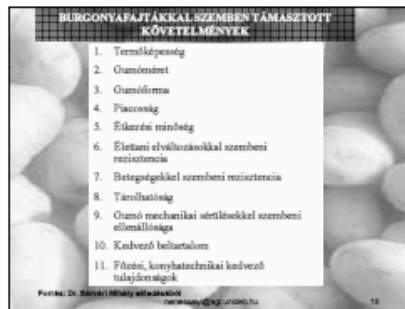 BURGONYAFAJTÁKKAL SZEMBEN TÁMASZTOTT
KÖVETELMÉNYEK
1. Termőképesség
2. Gumóméret
3. Gumóforma
4. Piacosság
5. Étkezési minőség
6. Élettani elváltozásokkal szembeni
rezisztencia
7. Betegségekkel szembeni rezisztencia
8. Tárolhatóság
9. Gumó mechanikai sérülésekkel szembeni
ellenállósága
10. Kedvező beltartalom
11. Főzési, konyhatechnikai kedvező
tulajdonságok
Forrás: Dr. Sárvári Mihály előadásából